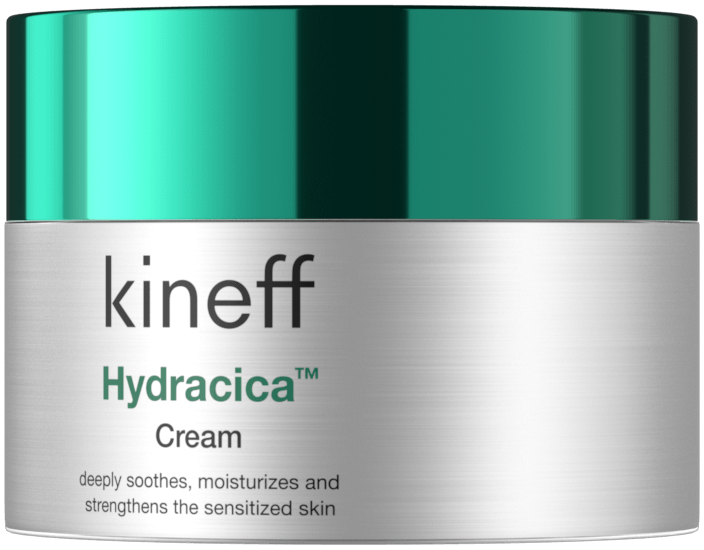 kineff
Hydracica™
Cream
deeply soothes, moisturizes and
strengthens the sensitized skin